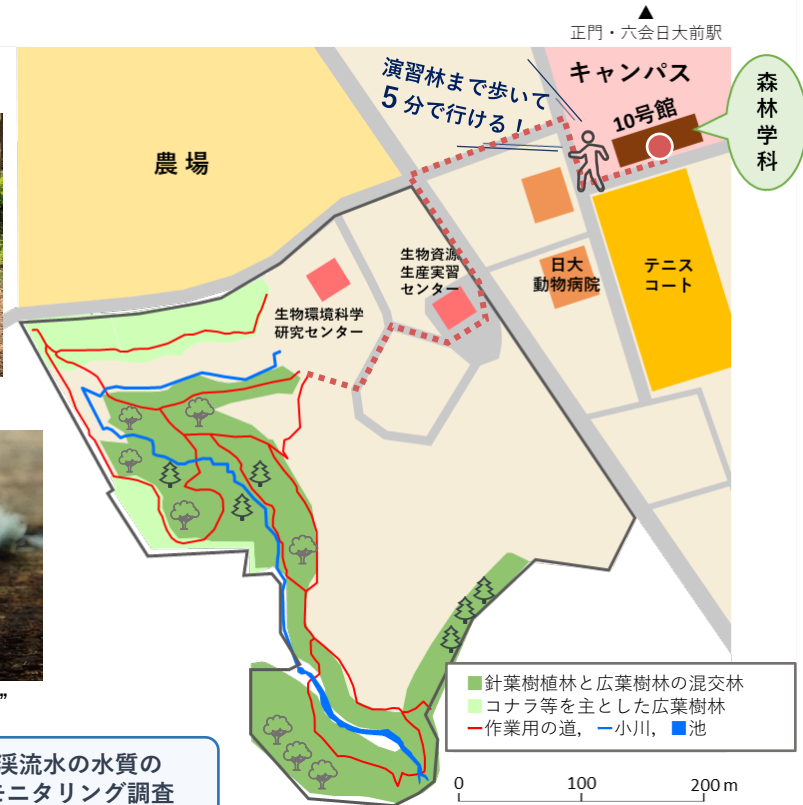 ▲
正門・六会日大前駅
キャンパス
演習林まで歩いて
5分で行ける！
10号館
森林学科
農場
生物資源
生産実習
センター
日大
動物病院
テニス
コート
生物環境科学
研究センター
”
■針葉樹植林と広葉樹林の混交林
■コナラ等を主とした広葉樹林
ー作業用の道, ー小川, ■池
渓流水の水質の
モニタリング調査
0 100 200 m